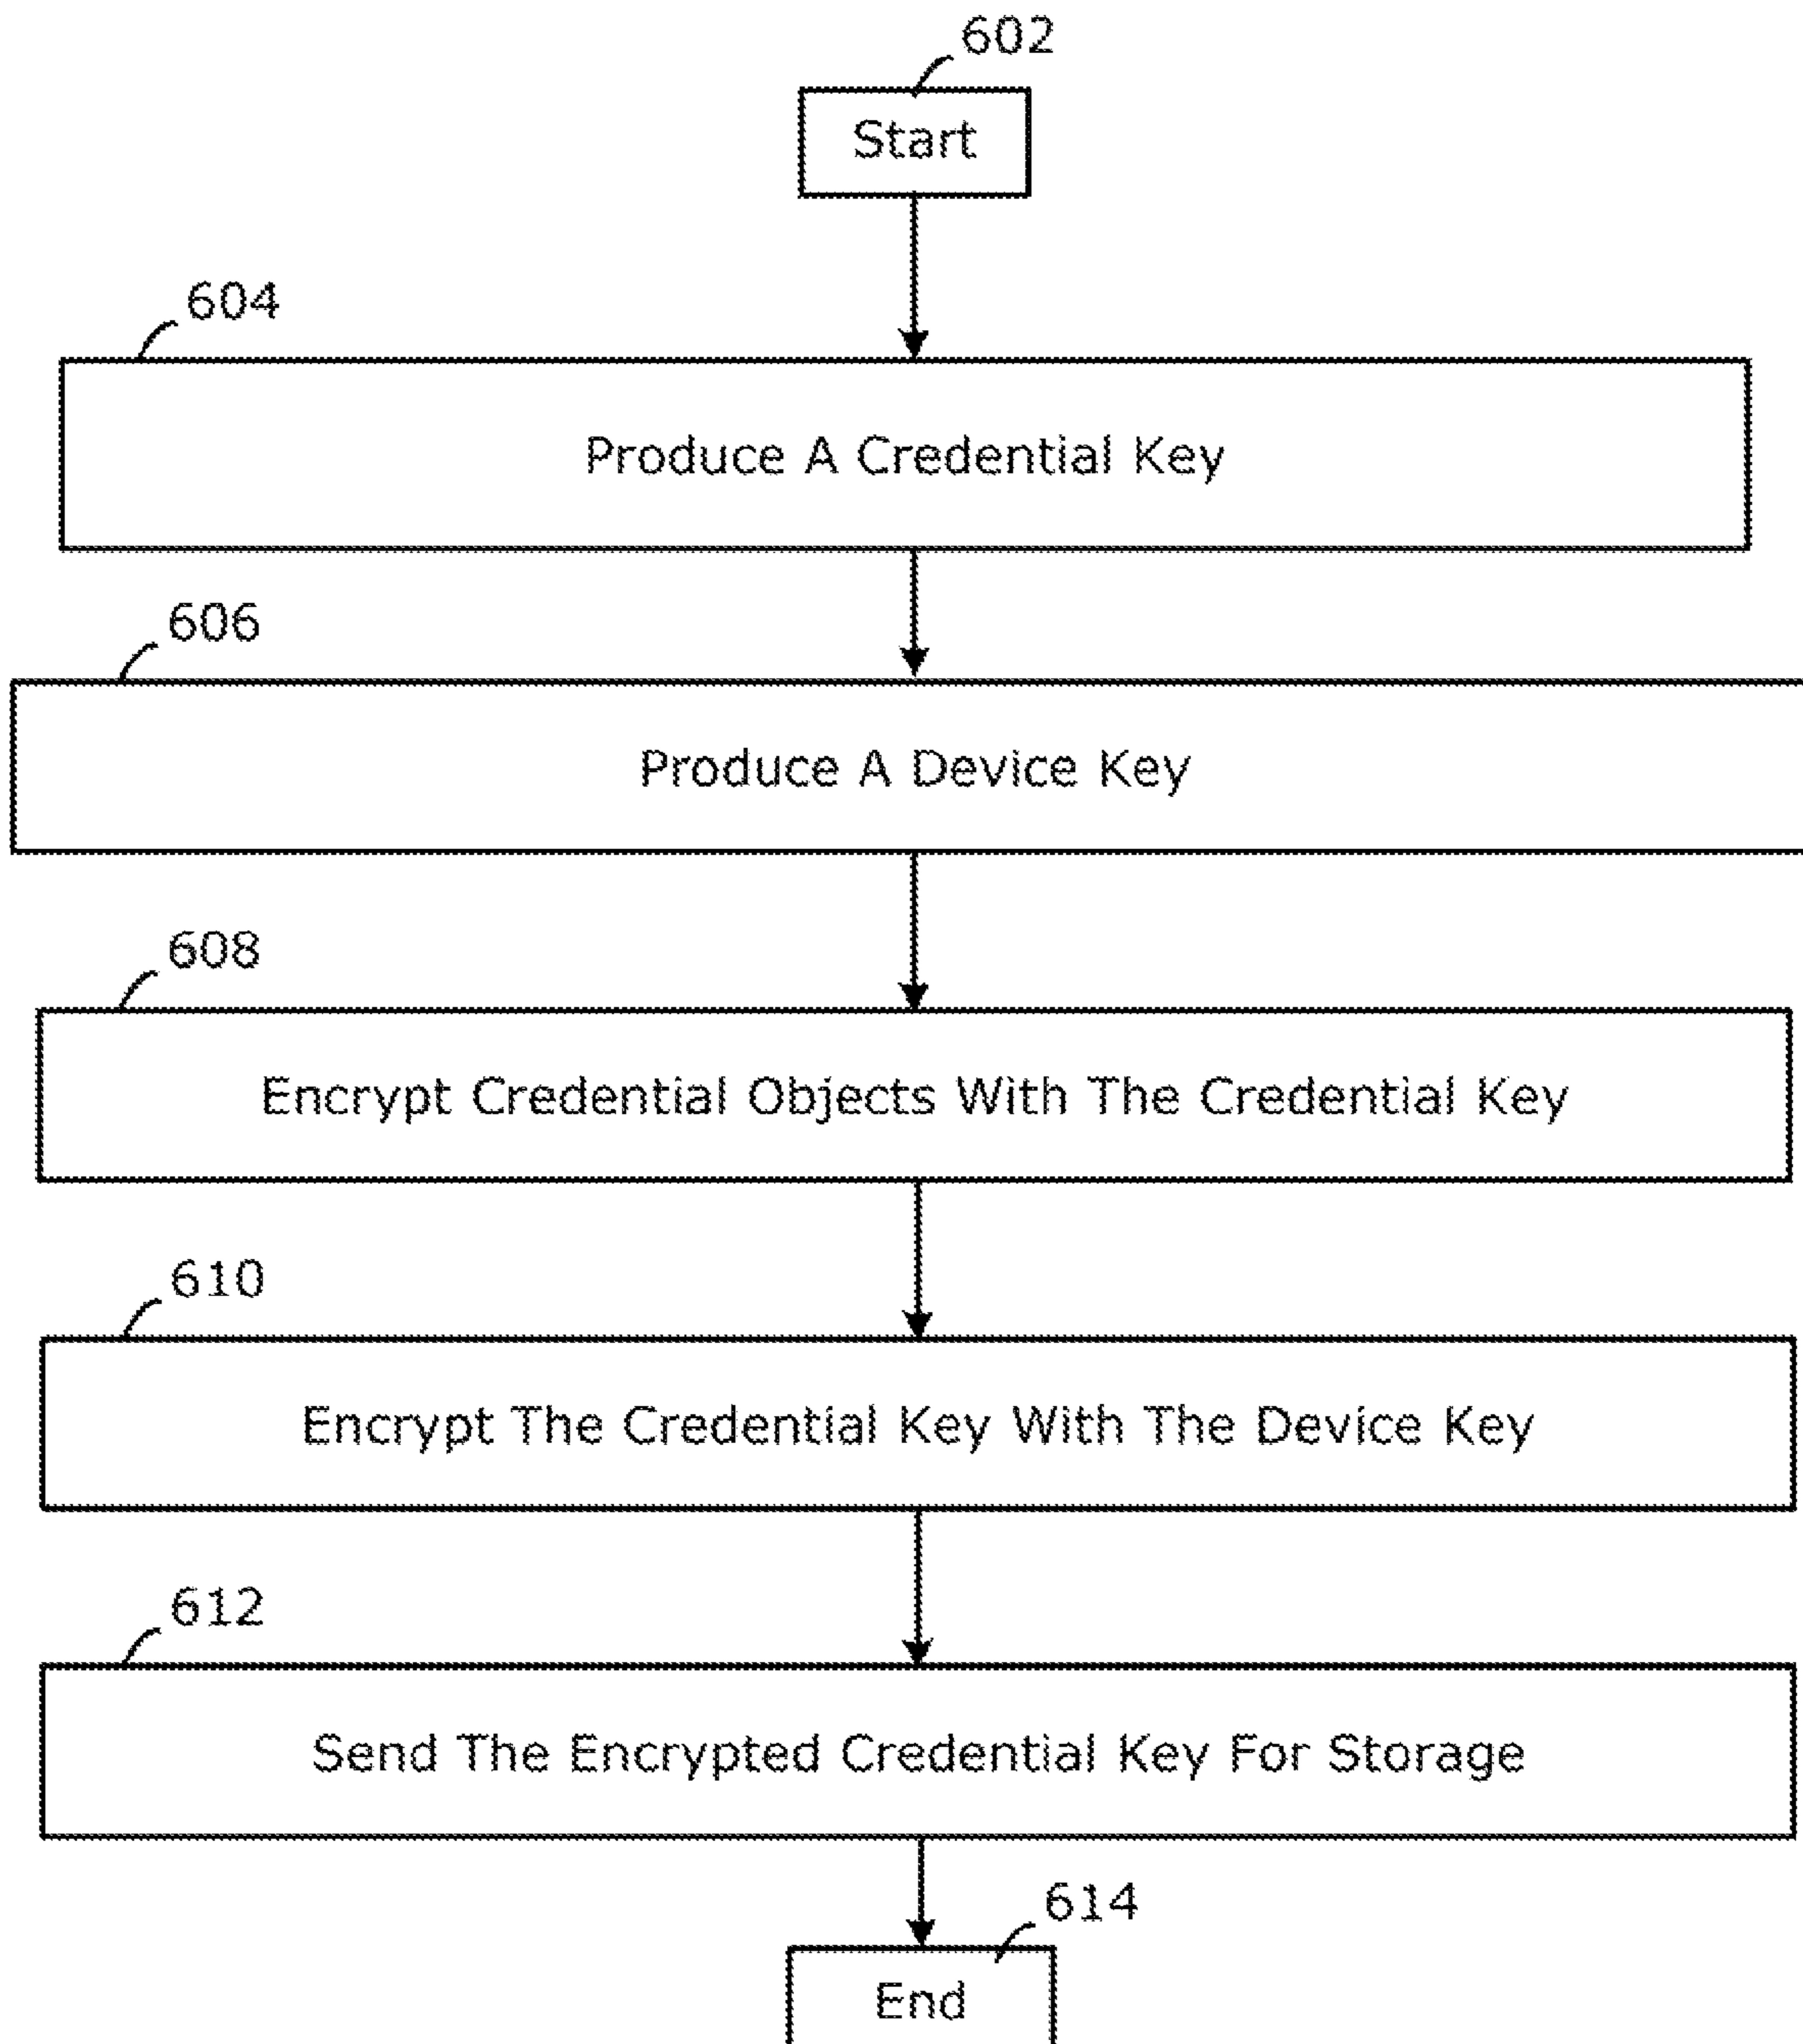 602
Start
604
Produce A Credential Key
606
Produce A Device Key
608
Encrypt Credential Objects With The Credential Key
610
Encrypt The Credential Key With The Device Key
612
Send The Encrypted Credential Key For Storage
614
End